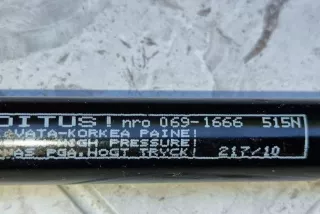 OITUS! nro 069-1666 515N
VATA-KORKEA PAINE!
HIGH PRESSURE!
AS PGA.HOGT TRYCK! 217/10